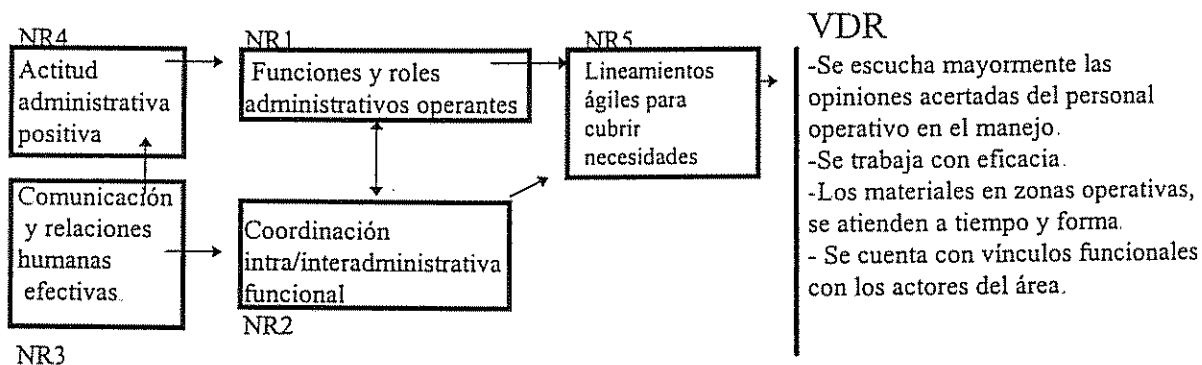 NR4
Actitud
administrativa
positiva
Comunicación
y relaciones
humanas
efectivas.
NR3
NR1
Funciones y roles
administrativos operantes
Coordinación
intra/interadministrativa
funcional
NR2
NR5
Lineamientos
ágiles para
cubrir
necesidades
VDR
-Se escucha mayormente las
opiniones acertadas del personal
operativo en el manejo.
-Se trabaja con eficacia.
-Los materiales en zonas operativas,
se atienden a tiempo y forma.
- Se cuenta con vínculos funcionales
con los actores del área.